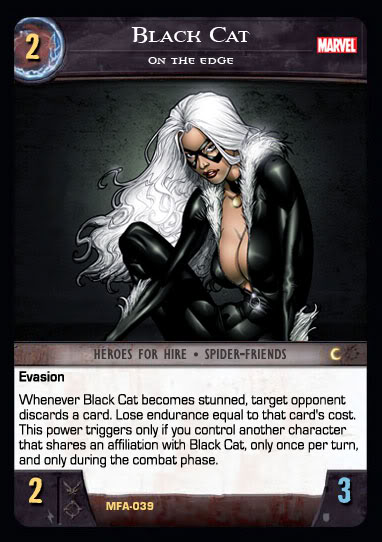 2
Black Cat
MARVEL
On the Edge
HEROES FOR HIRE • SPIDER-FRIENDS
Evasion
Whenever Black Cat becomes stunned, target opponent
discards a card. Lose endurance equal to that card's cost.
This power triggers only if you control another character
that shares an affiliation with Black Cat, only once per turn,
and only during the combat phase.
2
MFA-039
3